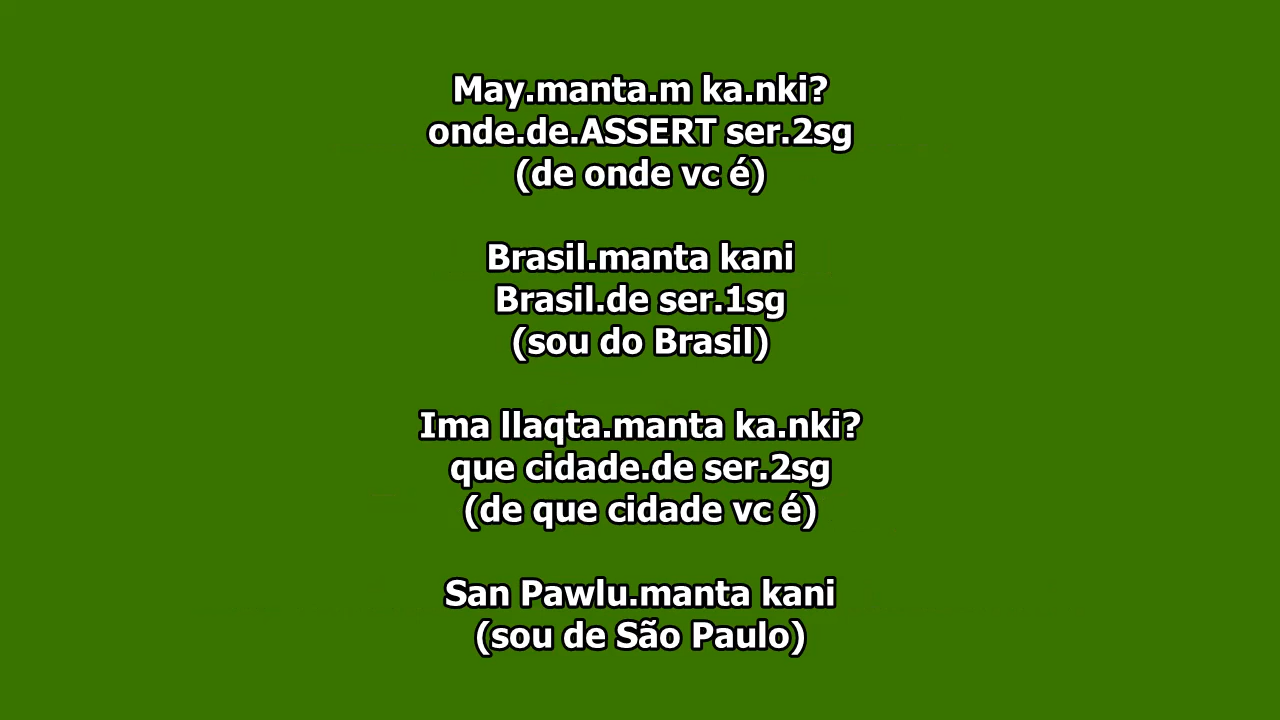 May.manta.m ka.nki?
onde.de.ASSERT ser.2sg
(de onde vc é)
Brasil.manta kani
Brasil.de ser.1sg
(sou do Brasil)
Ima llaqta.manta ka.nki?
que cidade.de ser.2sg
(de que cidade vc é)
San Pawlu.manta kani
(sou de São Paulo)